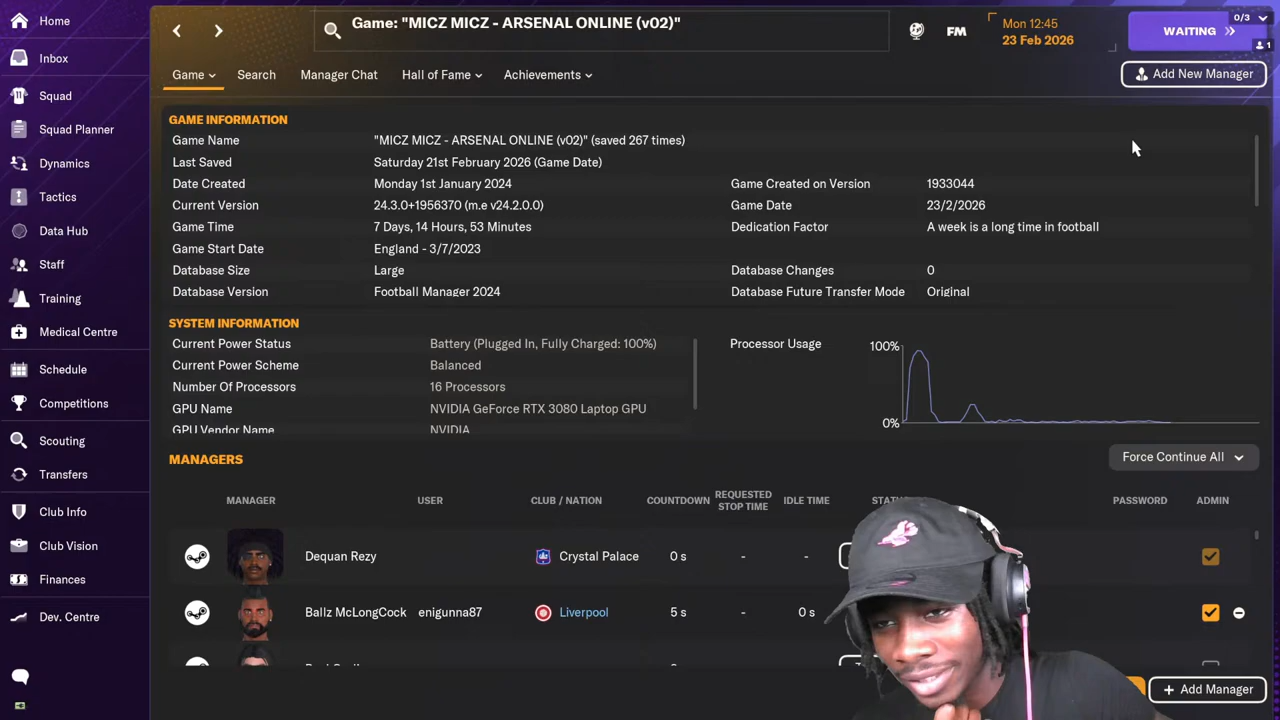 Home
Inbox
Squad
Squad Planner
Dynamics
Tactics
Data Hub
Staff
Training
Medical Centre
Schedule
Competitions
Scouting
Transfers
Club Info
Club Vision
Finances
Dev. Centre
Game: "MICZ MICZ - ARSENAL ONLINE (v02)"
FM
Mon 12:45
23 Feb 2026
WAITING
0/3
1
Game
Search
Manager Chat
Hall of Fame
Achievements
Add New Manager
GAME INFORMATION
Game Name "MICZ MICZ - ARSENAL ONLINE (v02)" (saved 267 times)
Last Saved Saturday 21st February 2026 (Game Date)
Date Created Monday 1st January 2024 Game Created on Version 1933044
Current Version 24.3.0+1956370 (m.e v24.2.0.0) Game Date 23/2/2026
Game Time 7 Days, 14 Hours, 53 Minutes Dedication Factor A week is a long time in football
Game Start Date England - 3/7/2023
Database Size Large Database Changes 0
Database Version Football Manager 2024 Database Future Transfer Mode Original
SYSTEM INFORMATION
Current Power Status Battery (Plugged In, Fully Charged: 100%) Processor Usage 100%
Current Power Scheme Balanced
Number Of Processors 16 Processors
GPU Name NVIDIA GeForce RTX 3080 Laptop GPU 0%
GPU Vendor Name NVIDIA
MANAGERS
Force Continue All
MANAGER USER CLUB / NATION COUNTDOWN REQUESTED STOP TIME IDLE TIME PASSWORD ADMIN
Dequan Rezy Crystal Palace 0 s - -
Ballz McLongCock enigunna87 Liverpool 5 s - 0 s
+ Add Manager